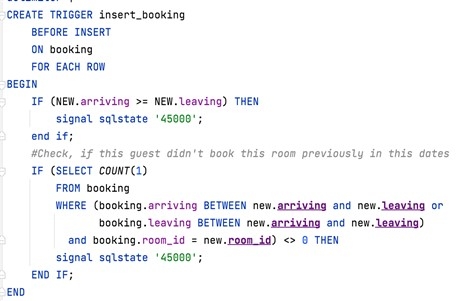 CREATE TRIGGER insert_booking
BEFORE INSERT
ON booking
FOR EACH ROW
BEGIN
IF (NEW.arriving >= NEW.leaving) THEN
signal sqlstate '45000';
end if;
#Check, if this guest didn't book this room previously in this dates
IF (SELECT COUNT(1)
FROM booking
WHERE (booking.arriving BETWEEN new.arriving and new.leaving or
booking.leaving BETWEEN new.arriving and new.leaving)
and booking.room_id = new.room_id) <> 0 THEN
signal sqlstate '45000';
END IF;
END